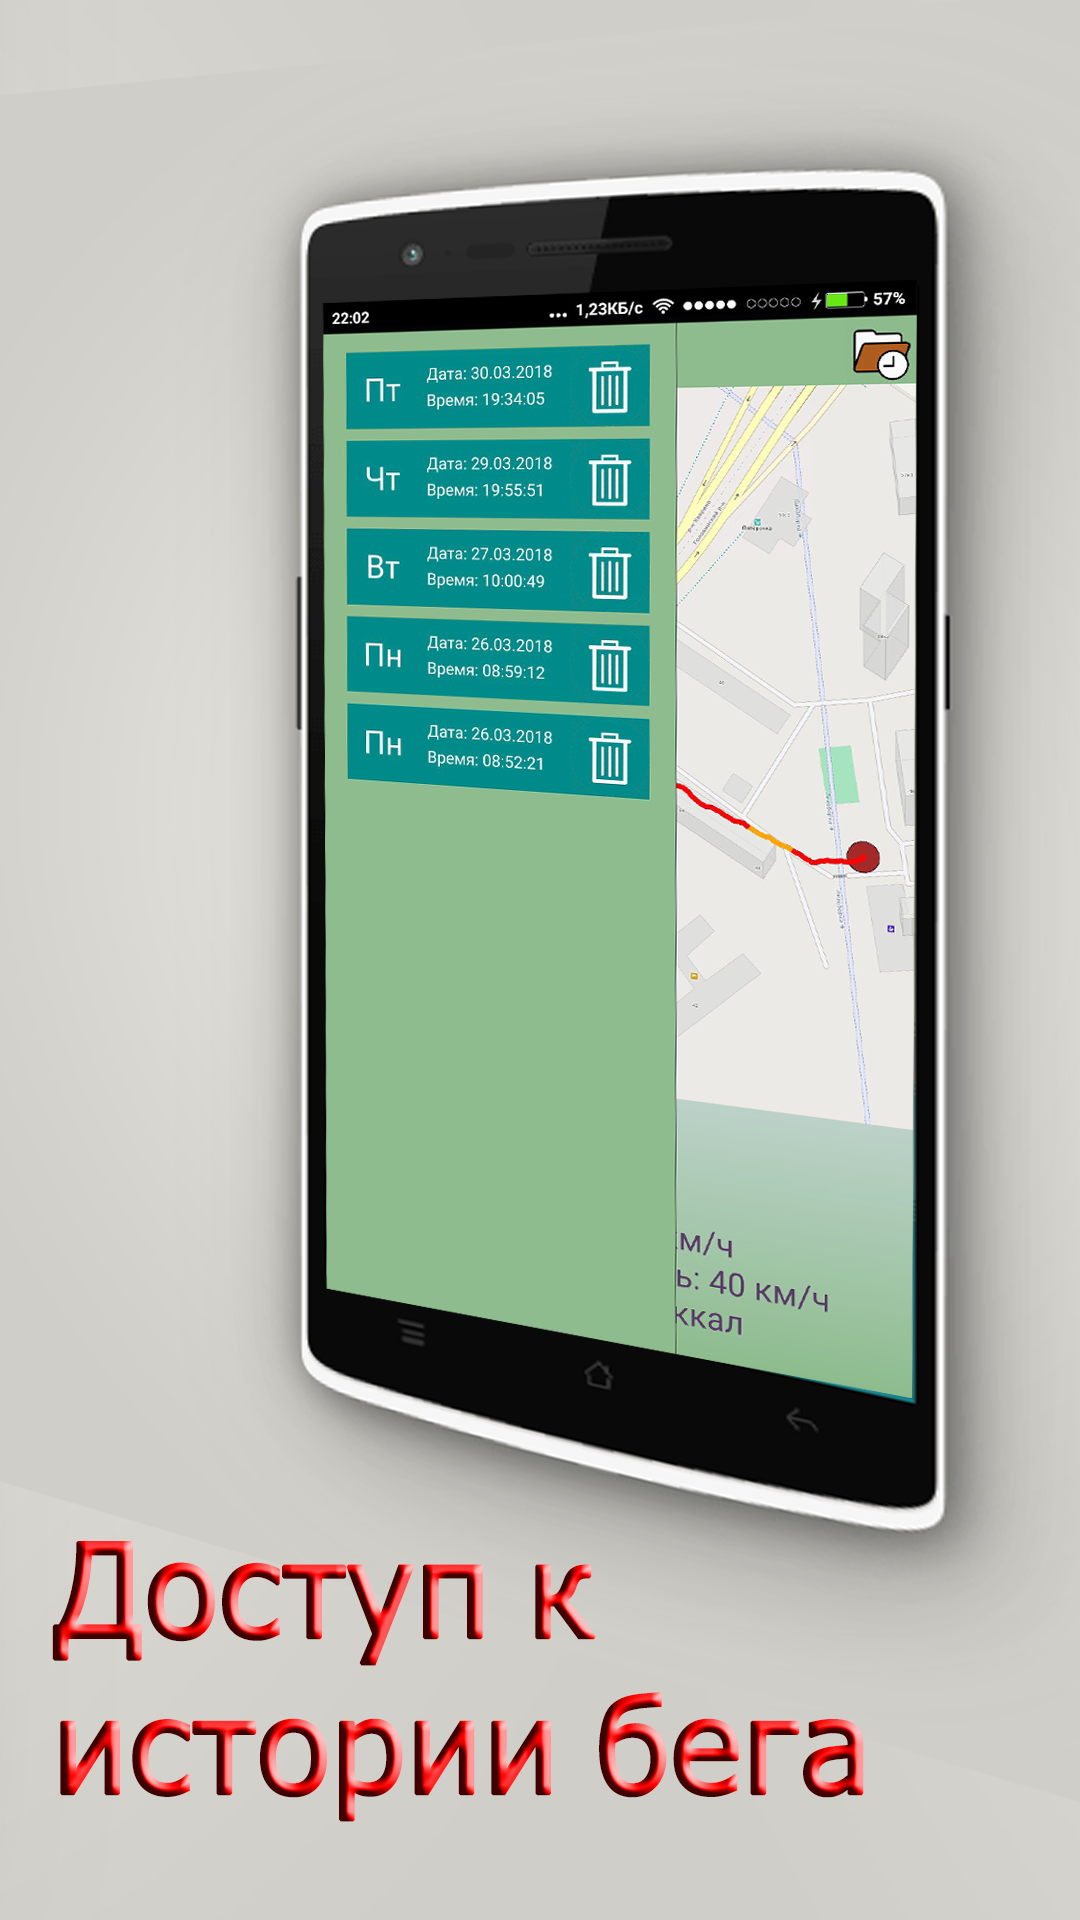 22:02 ... 1,23КБ/с 57%
Пт
Дата: 30.03.2018
Время: 19:34:05
Чт
Дата: 29.03.2018
Время: 19:55:51
Вт
Дата: 27.03.2018
Время: 10:00:49
Пн
Дата: 26.03.2018
Время: 08:59:12
Пн
Дата: 26.03.2018
Время: 08:52:21
км/ч
ь: 40 км/ч
ккал
Доступ к
истории бега